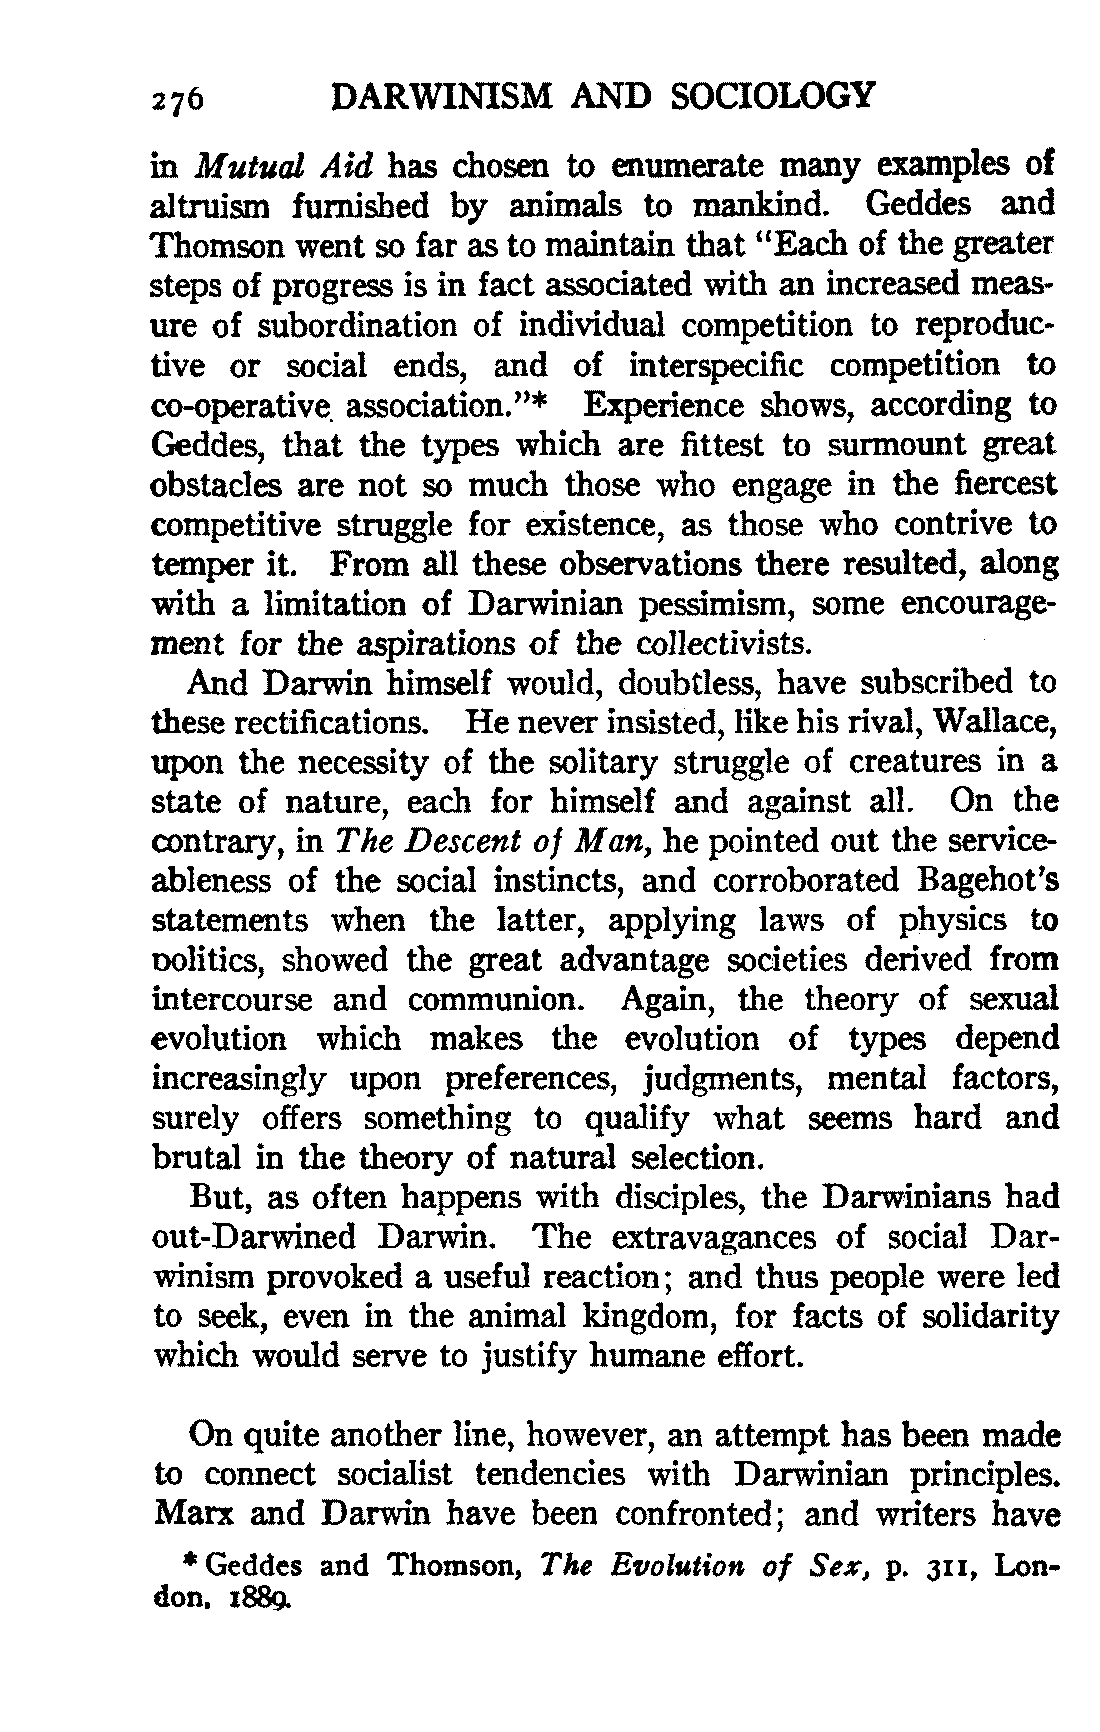 276 DARWINISM AND SOCIOLOGY
in Mutual Aid has chosen to enumerate many examples of
altruism furnished by animals to mankind. Geddes and
Thomson went so far as to maintain that “Each of the greater
steps of progress is in fact associated with an increased meas-
ure of subordination of individual competition to reproduc-
tive or social ends, and of interspecific competition to
co-operative association.”* Experience shows, according to
Geddes, that the types which are fittest to surmount great
obstacles are not so much those who engage in the fiercest
competitive struggle for existence, as those who contrive to
temper it. From all these observations there resulted, along
with a limitation of Darwinian pessimism, some encourage-
ment for the aspirations of the collectivists.
And Darwin himself would, doubtless, have subscribed to
these rectifications. He never insisted, like his rival, Wallace,
upon the necessity of the solitary struggle of creatures in a
state of nature, each for himself and against all. On the
contrary, in The Descent of Man, he pointed out the service-
ableness of the social instincts, and corroborated Bagehot’s
statements when the latter, applying laws of physics to
politics, showed the great advantage societies derived from
intercourse and communion. Again, the theory of sexual
evolution which makes the evolution of types depend
increasingly upon preferences, judgments, mental factors,
surely offers something to qualify what seems hard and
brutal in the theory of natural selection.
But, as often happens with disciples, the Darwinians had
out-Darwined Darwin. The extravagances of social Dar-
winism provoked a useful reaction; and thus people were led
to seek, even in the animal kingdom, for facts of solidarity
which would serve to justify humane effort.
On quite another line, however, an attempt has been made
to connect socialist tendencies with Darwinian principles.
Marx and Darwin have been confronted; and writers have
* Geddes and Thomson, The Evolution of Sex, p. 311, Lon-
don, 1889.